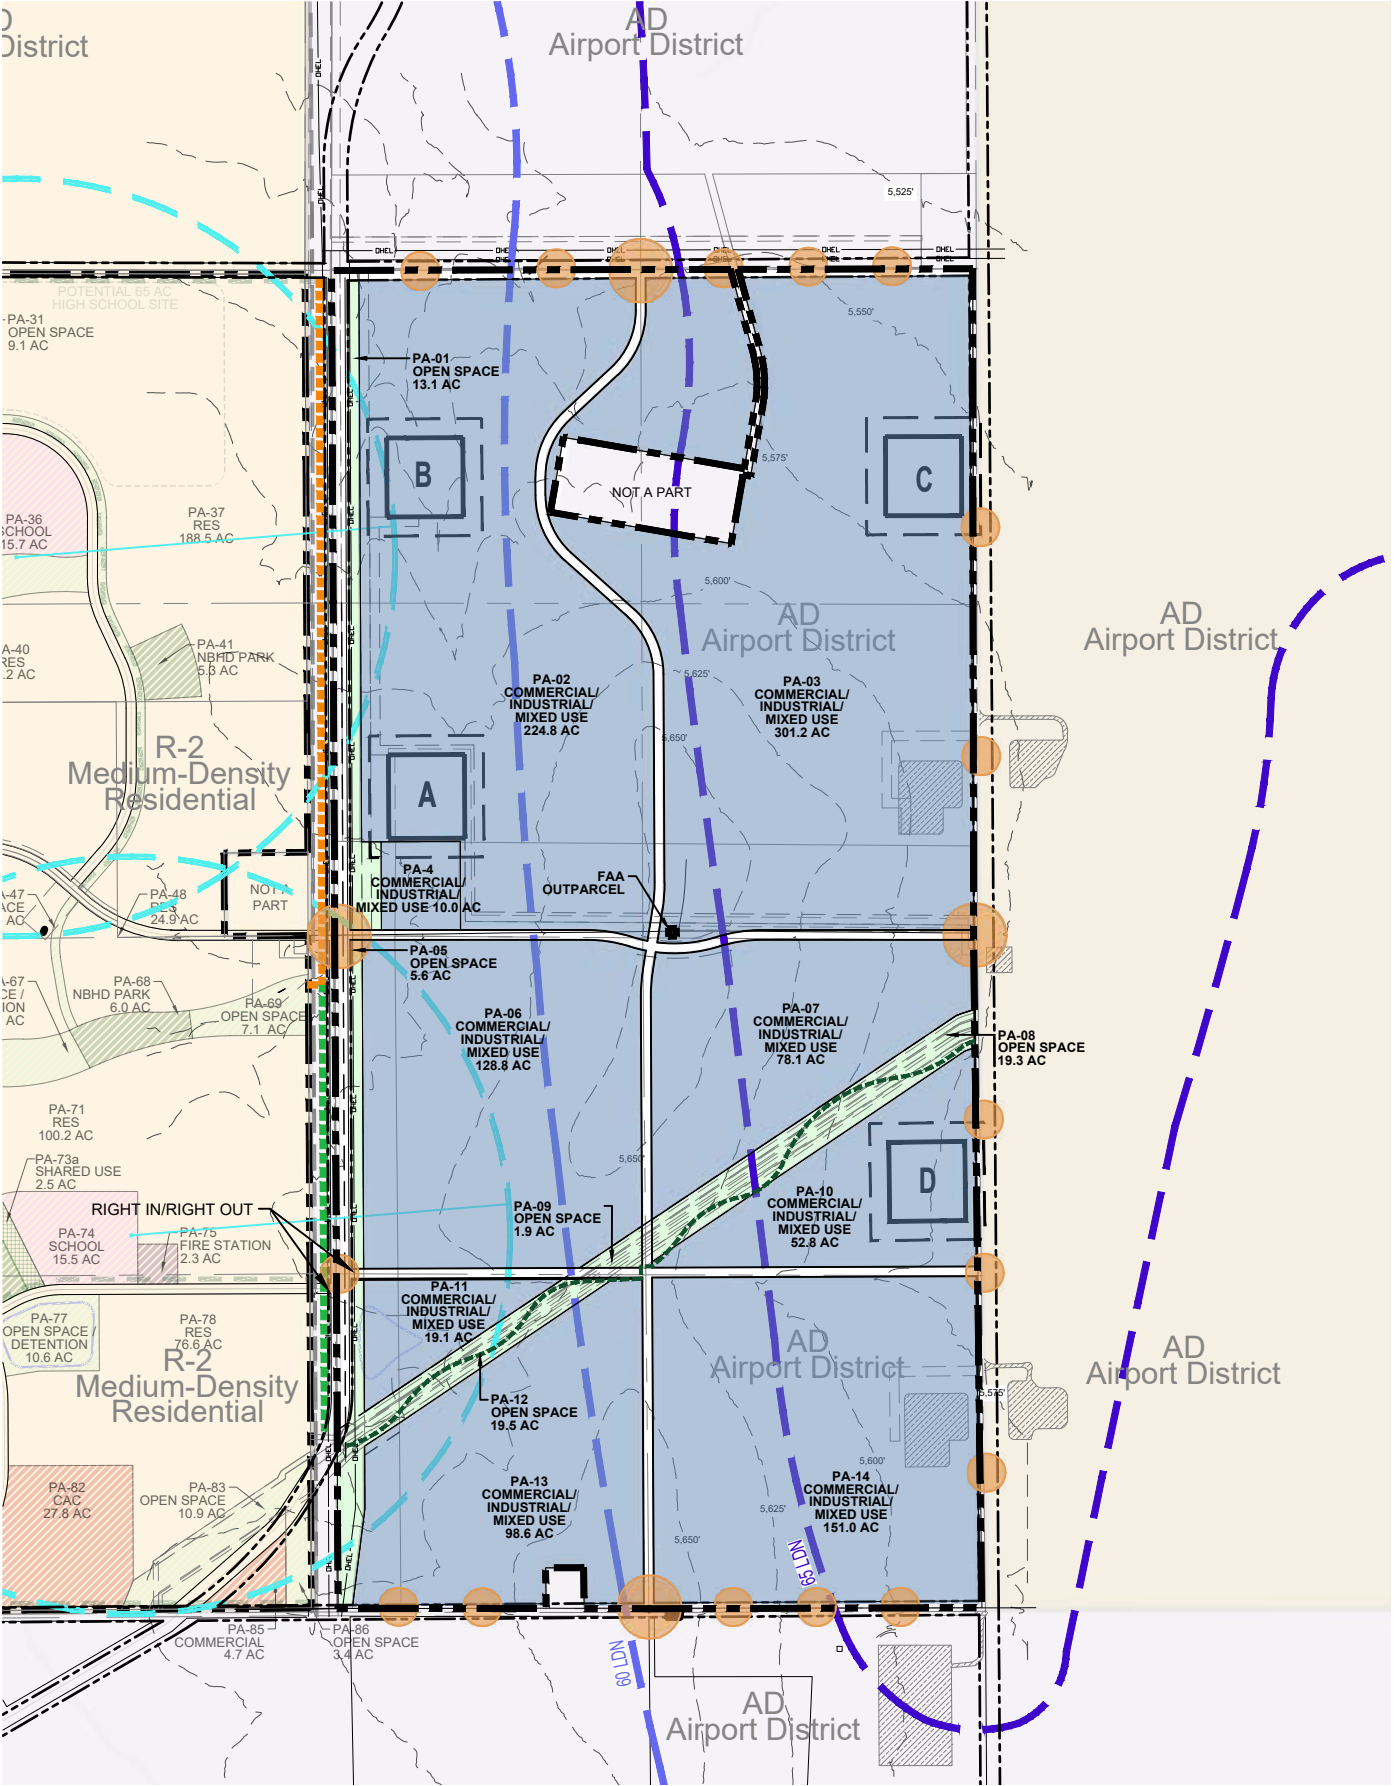 District
AD
Airport District
OHEL
5,525'
OHEL
OHEL
OHEL
OHEL
OHEL
POTENTIAL 65 AC
HIGH SCHOOL SITE
PA-31
OPEN SPACE
9.1 AC
5,550'
PA-01
OPEN SPACE
13.1 AC
B
C
5,575'
NOT A PART
PA-36
SCHOOL
15.7 AC
PA-37
RES
188.5 AC
5,600'
AD
Airport District
AD
Airport District
PA-41
NBHD PARK
5.3 AC
A-40
RES
.2 AC
5,625'
PA-02
COMMERCIAL/
INDUSTRIAL/
MIXED USE
224.8 AC
PA-03
COMMERCIAL/
INDUSTRIAL/
MIXED USE
301.2 AC
5,650'
R-2
Medium-Density
Residential
A
PA-4
COMMERCIAL/
INDUSTRIAL/
MIXED USE 10.0 AC
FAA
OUTPARCEL
A-47
ACE
AC
PA-48
RES
24.9 AC
NOT A
PART
PA-05
OPEN SPACE
5.6 AC
A-67
CE /
ION
AC
PA-68
NBHD PARK
6.0 AC
PA-69
OPEN SPACE
7.1 AC
PA-06
COMMERCIAL/
INDUSTRIAL/
MIXED USE
128.8 AC
PA-07
COMMERCIAL/
INDUSTRIAL/
MIXED USE
78.1 AC
PA-08
OPEN SPACE
19.3 AC
PA-71
RES
100.2 AC
PA-73a
SHARED USE
2.5 AC
5,650'
D
RIGHT IN/RIGHT OUT
PA-09
OPEN SPACE
1.9 AC
PA-10
COMMERCIAL/
INDUSTRIAL/
MIXED USE
52.8 AC
PA-74
SCHOOL
15.5 AC
PA-75
FIRE STATION
2.3 AC
PA-11
COMMERCIAL/
INDUSTRIAL/
MIXED USE
19.1 AC
PA-77
OPEN SPACE /
DETENTION
10.6 AC
PA-78
RES
76.6 AC
R-2
Medium-Density
Residential
AD
Airport District
AD
Airport District
5,575'
PA-12
OPEN SPACE
19.5 AC
5,600'
PA-82
CAC
27.8 AC
PA-83
OPEN SPACE
10.9 AC
PA-13
COMMERCIAL/
INDUSTRIAL/
MIXED USE
98.6 AC
PA-14
COMMERCIAL/
INDUSTRIAL/
MIXED USE
151.0 AC
5,625'
5,650'
65 LDN
PA-85
COMMERCIAL
4.7 AC
PA-86
OPEN SPACE
3.4 AC
60 LDN
AD
Airport District